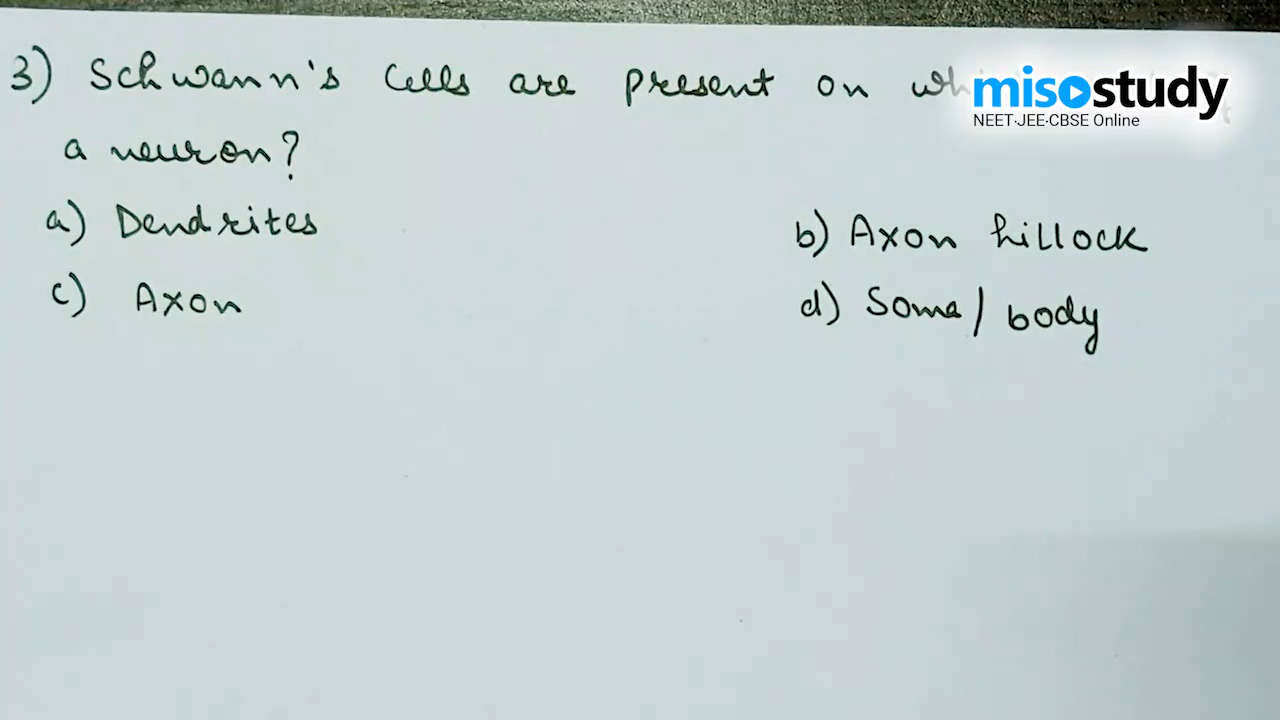 3) Schwann's cells are present on
misostudy
NEET·JEE·CBSE Online
a neuron?
a) Dendrites
b) Axon hillock
c) Axon
d) Soma / body